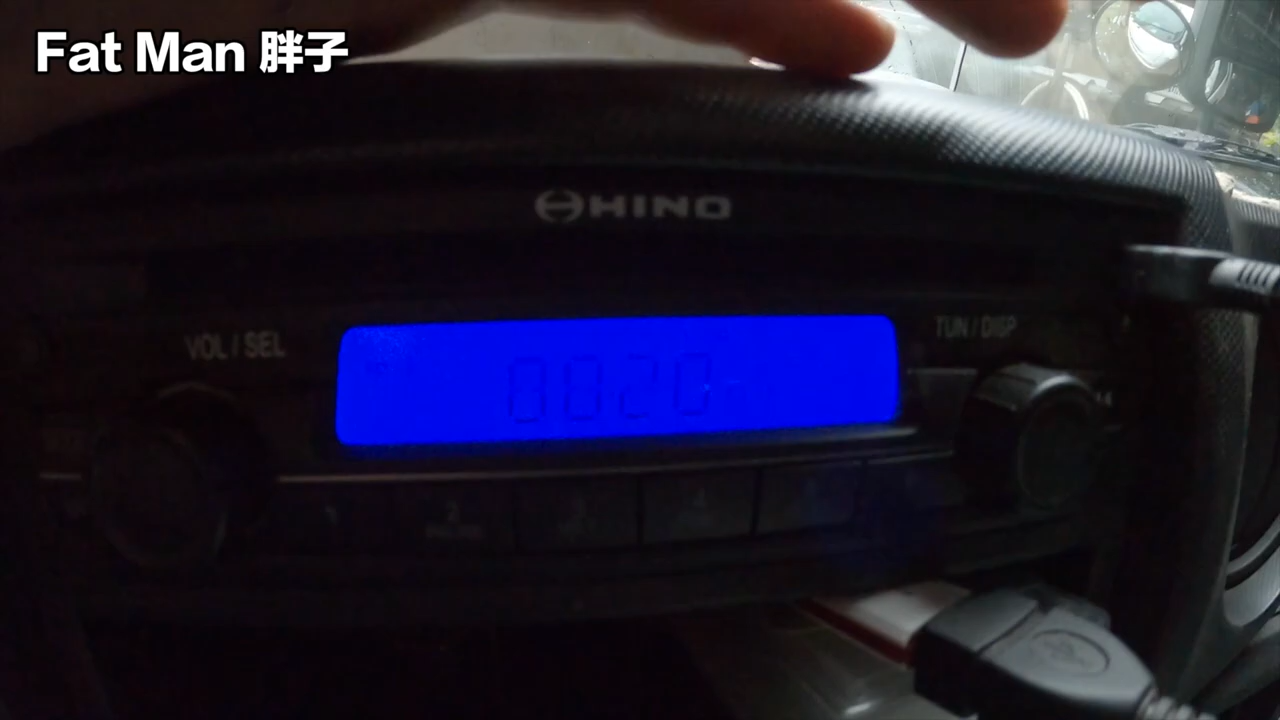 Fat Man 胖子
HINO
VOL / SEL
TUN / DISP
0020